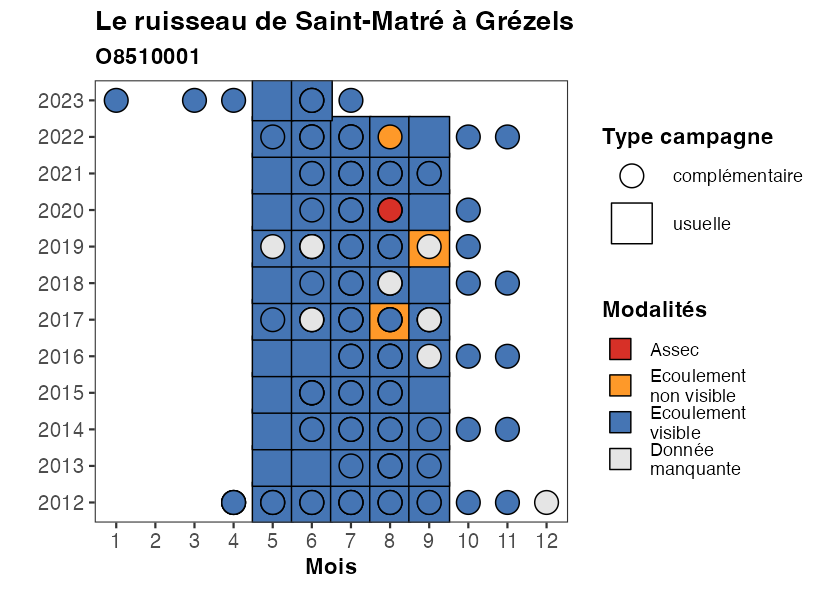 Le ruisseau de Saint-Matré à Grézels
O8510001
2023
2022
2021
2020
2019
2018
2017
2016
2015
2014
2013
2012
1 2 3 4 5 6 7 8 9 10 11 12
Mois
Type campagne
complémentaire
usuelle
Modalités
Assec
Ecoulement
non visible
Ecoulement
visible
Donnée
manquante